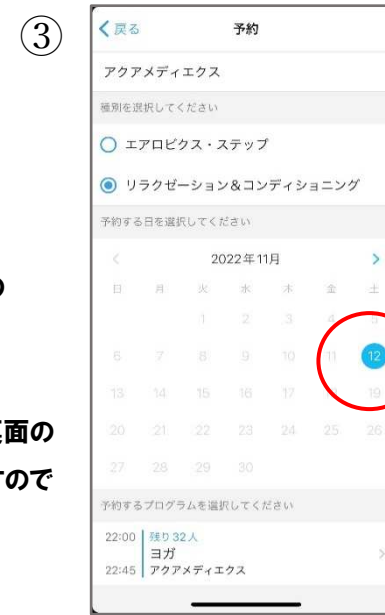 ③
戻る 予約
アクアメディエクス
種別を選択してください
エアロビクス・ステップ
リラクゼーション&コンディショニング
予約する日を選択してください
2022年11月
日 月 火 水 木 金 土
1 2 3 4 5
6 7 8 9 10 11 12
13 14 15 16 17 19
20 21 22 23 24 25 26
27 28 29 30
の
面の
ので
予約するプログラムを選択してください
22:00 残り32人
ヨガ
22:45 アクアメディエクス